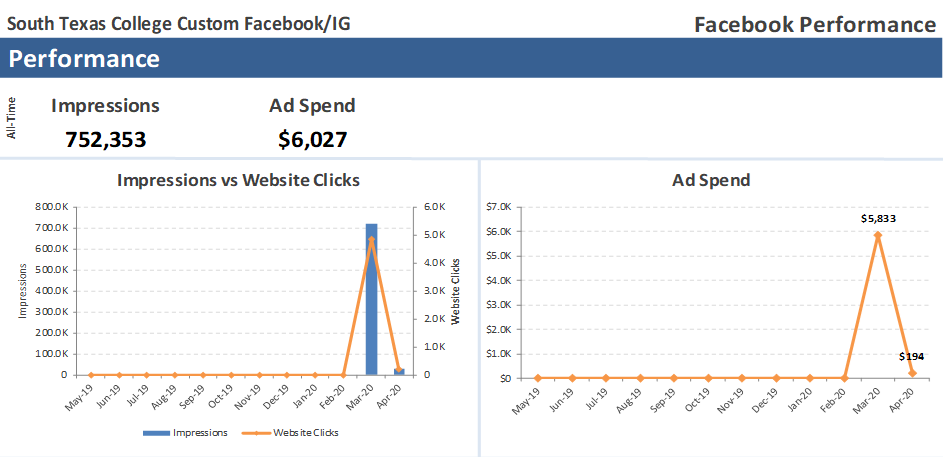 South Texas College Custom Facebook/IG
Facebook Performance
Performance
All-Time
Impressions
Ad Spend
752,353
$6,027
Impressions vs Website Clicks
800.0K
700.0K
600.0K
500.0K
400.0K
300.0K
200.0K
100.0K
0
Impressions
6.0K
5.0K
4.0K
3.0K
2.0K
1.0K
0
Website Clicks
May-19
Jun-19
Jul-19
Aug-19
Sep-19
Oct-19
Nov-19
Dec-19
Jan-20
Feb-20
Mar-20
Apr-20
Impressions
Website Clicks
Ad Spend
$7.0K
$6.0K
$5.0K
$4.0K
$3.0K
$2.0K
$1.0K
$0
$5,833
$194
May-19
Jun-19
Jul-19
Aug-19
Sep-19
Oct-19
Nov-19
Dec-19
Jan-20
Feb-20
Mar-20
Apr-20